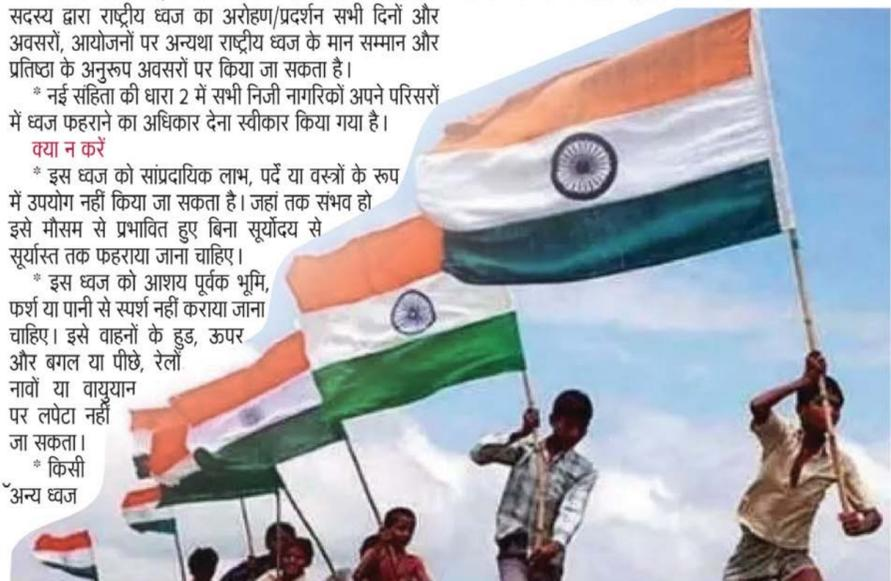 सदस्य द्वारा राष्ट्रीय ध्वज का अरोहण/प्रदर्शन सभी दिनों और
अवसरों, आयोजनों पर अन्यथा राष्ट्रीय ध्वज के मान सम्मान और
प्रतिष्ठा के अनुरूप अवसरों पर किया जा सकता है।
* नई संहिता की धारा 2 में सभी निजी नागरिकों अपने परिसरों
में ध्वज फहराने का अधिकार देना स्वीकार किया गया है।
क्या न करें
* इस ध्वज को सांप्रदायिक लाभ, पर्दे या वस्त्रों के रूप
में उपयोग नहीं किया जा सकता है। जहां तक संभव हो
इसे मौसम से प्रभावित हुए बिना सूर्योदय से
सूर्यास्त तक फहराया जाना चाहिए।
* इस ध्वज को आशय पूर्वक भूमि,
फर्श या पानी से स्पर्श नहीं कराया जाना
चाहिए। इसे वाहनों के हुड, ऊपर
और बगल या पीछे, रेलों
नावों या वायुयान
पर लपेटा नहीं
जा सकता।
* किसी
अन्य ध्वज